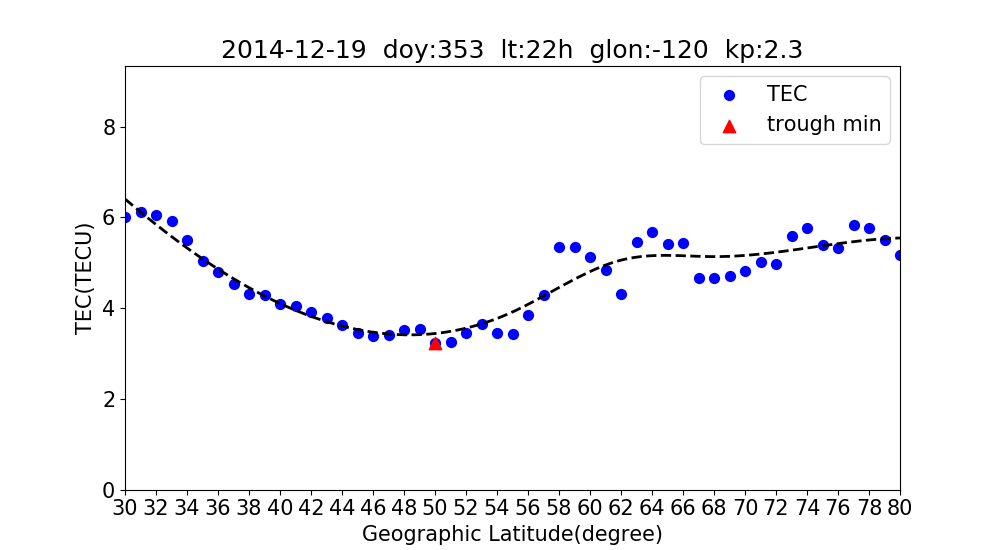 2014-12-19  doy:353  lt:22h  glon:-120  kp:2.3
TEC
trough min
8
6
4
2
0
TEC(TECU)
30 32 34 36 38 40 42 44 46 48 50 52 54 56 58 60 62 64 66 68 70 72 74 76 78 80
Geographic Latitude(degree)